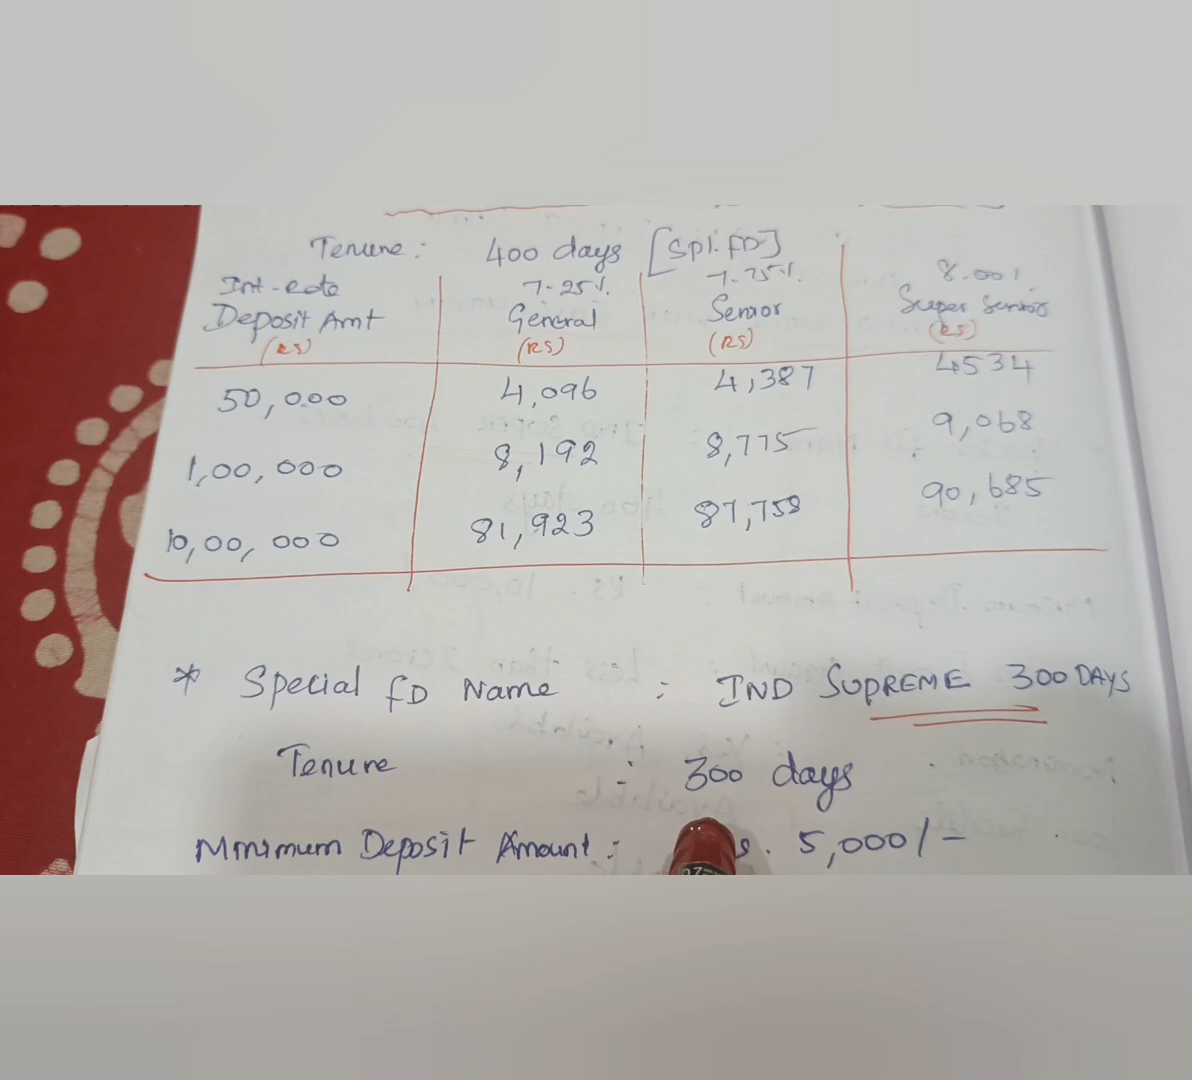 Tenure : 400 days [Spl. FD]
Int-rate 7.25%. 7.75%. 8.00%
Deposit Amt General Senior Super Senior
(RS) (RS) (RS) (RS)
50,000 4,096 4,387 4534
1,00,000 8,192 8,775 9,068
10,00,000 81,923 87,758 90,685
* Special FD Name : IND SUPREME 300 DAYS
Tenure : 300 days
Minimum Deposit Amount : s. 5,000/-